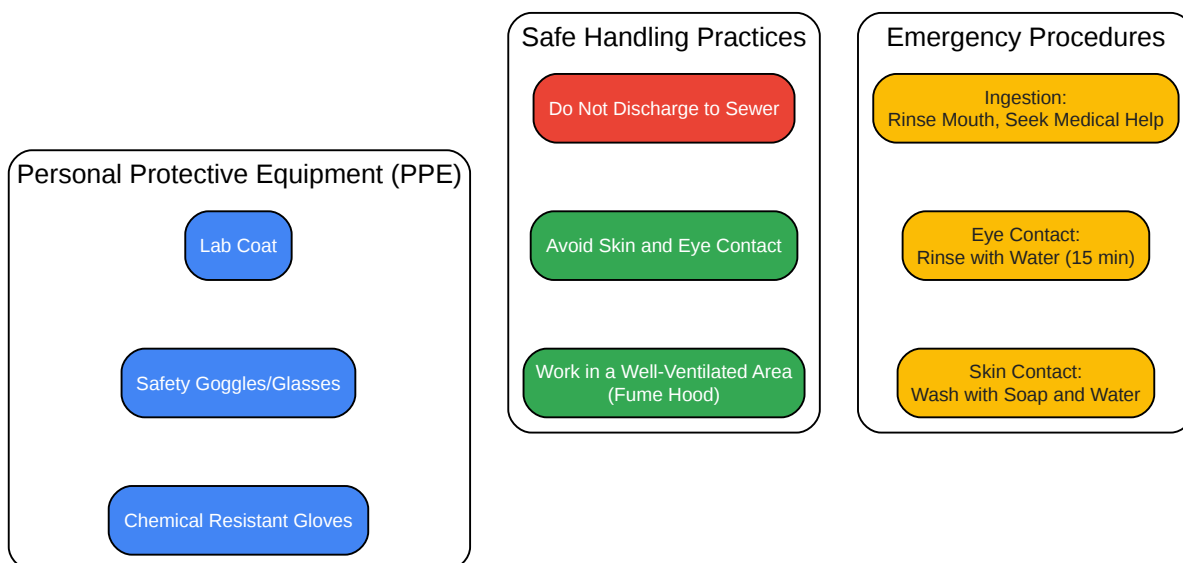 Personal Protective Equipment (PPE)
Lab Coat
Safety Goggles/Glasses
Chemical Resistant Gloves
Safe Handling Practices
Do Not Discharge to Sewer
Avoid Skin and Eye Contact
Work in a Well-Ventilated Area
(Fume Hood)
Emergency Procedures
Ingestion:
Rinse Mouth, Seek Medical Help
Eye Contact:
Rinse with Water (15 min)
Skin Contact:
Wash with Soap and Water